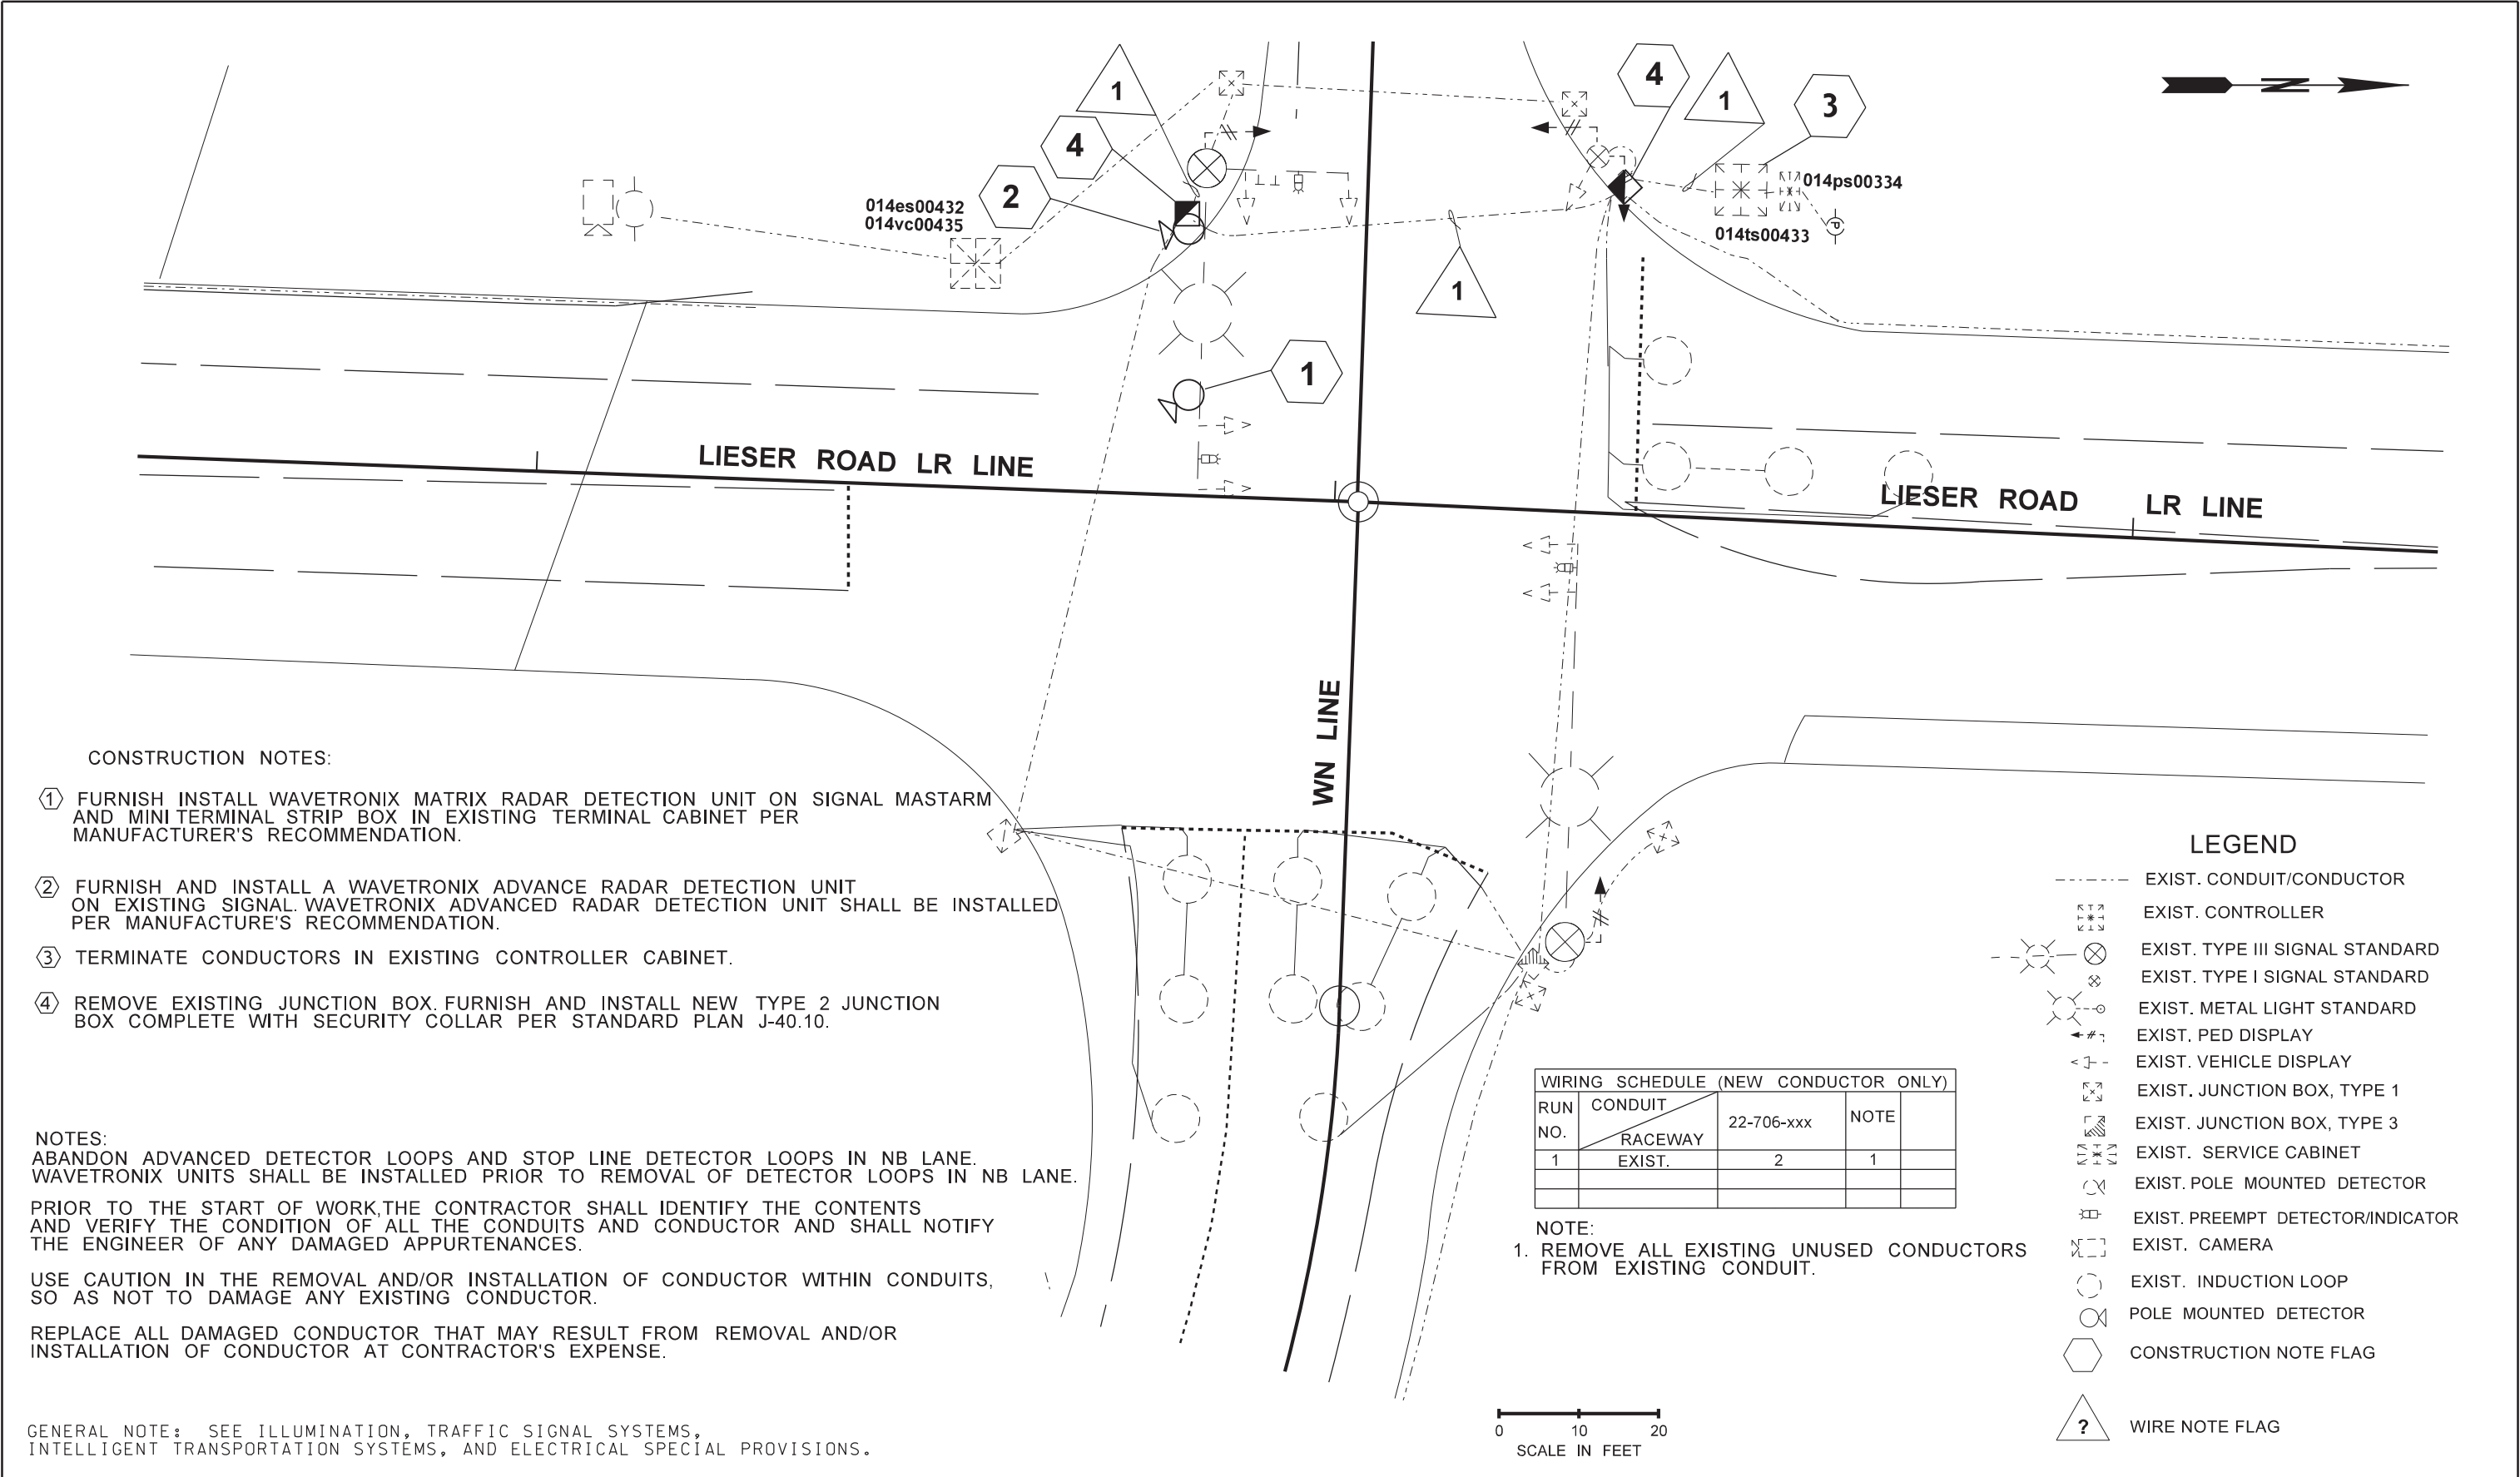 1
4
2
014es00432
014vc00435
4
1
3
014ps00334
014ts00433
P
N
1
1
LIESER ROAD LR LINE
LIESER ROAD LR LINE
WN LINE
CONSTRUCTION NOTES:
1 FURNISH INSTALL WAVETRONIX MATRIX RADAR DETECTION UNIT ON SIGNAL MASTARM
AND MINI TERMINAL STRIP BOX IN EXISTING TERMINAL CABINET PER
MANUFACTURER'S RECOMMENDATION.
2 FURNISH AND INSTALL A WAVETRONIX ADVANCE RADAR DETECTION UNIT
ON EXISTING SIGNAL. WAVETRONIX ADVANCED RADAR DETECTION UNIT SHALL BE INSTALLED
PER MANUFACTURE'S RECOMMENDATION.
3 TERMINATE CONDUCTORS IN EXISTING CONTROLLER CABINET.
4 REMOVE EXISTING JUNCTION BOX. FURNISH AND INSTALL NEW TYPE 2 JUNCTION
BOX COMPLETE WITH SECURITY COLLAR PER STANDARD PLAN J-40.10.
NOTES:
ABANDON ADVANCED DETECTOR LOOPS AND STOP LINE DETECTOR LOOPS IN NB LANE.
WAVETRONIX UNITS SHALL BE INSTALLED PRIOR TO REMOVAL OF DETECTOR LOOPS IN NB LANE.
PRIOR TO THE START OF WORK,THE CONTRACTOR SHALL IDENTIFY THE CONTENTS
AND VERIFY THE CONDITION OF ALL THE CONDUITS AND CONDUCTOR AND SHALL NOTIFY
THE ENGINEER OF ANY DAMAGED APPURTENANCES.
USE CAUTION IN THE REMOVAL AND/OR INSTALLATION OF CONDUCTOR WITHIN CONDUITS,
SO AS NOT TO DAMAGE ANY EXISTING CONDUCTOR.
REPLACE ALL DAMAGED CONDUCTOR THAT MAY RESULT FROM REMOVAL AND/OR
INSTALLATION OF CONDUCTOR AT CONTRACTOR'S EXPENSE.
GENERAL NOTE: SEE ILLUMINATION, TRAFFIC SIGNAL SYSTEMS,
INTELLIGENT TRANSPORTATION SYSTEMS, AND ELECTRICAL SPECIAL PROVISIONS.
WIRING SCHEDULE (NEW CONDUCTOR ONLY)
RUN NO. CONDUIT RACEWAY 22-706-xxx NOTE
1 EXIST. 2 1
NOTE:
1. REMOVE ALL EXISTING UNUSED CONDUCTORS
FROM EXISTING CONDUIT.
0 10 20
SCALE IN FEET
LEGEND
EXIST. CONDUIT/CONDUCTOR
EXIST. CONTROLLER
EXIST. TYPE III SIGNAL STANDARD
EXIST. TYPE I SIGNAL STANDARD
EXIST. METAL LIGHT STANDARD
EXIST. PED DISPLAY
EXIST. VEHICLE DISPLAY
EXIST. JUNCTION BOX, TYPE 1
EXIST. JUNCTION BOX, TYPE 3
EXIST. SERVICE CABINET
EXIST. POLE MOUNTED DETECTOR
EXIST. PREEMPT DETECTOR/INDICATOR
EXIST. CAMERA
EXIST. INDUCTION LOOP
POLE MOUNTED DETECTOR
CONSTRUCTION NOTE FLAG
? WIRE NOTE FLAG